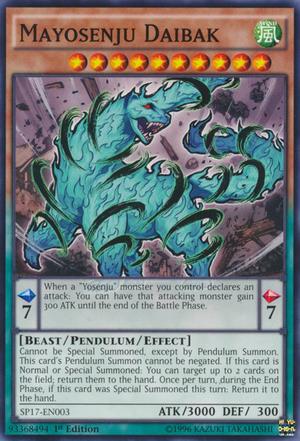 MAYOSENJU DAIBAK
WIND
風
When a "Yosenju" monster you control declares an
attack: You can have that attacking monster gain
300 ATK until the end of the Battle Phase.
7
7
[BEAST/PENDULUM/EFFECT]
Cannot be Special Summoned, except by Pendulum Summon.
This card's Pendulum Summon cannot be negated. If this card is
Normal or Special Summoned: You can target up to 2 cards on
the field; return them to the hand. Once per turn, during the End
Phase, if this card was Special Summoned this turn: Return it to
the hand.
SP17-EN003
ATK/3000 DEF/ 300
93368494 1st Edition
©1996 KAZUKI TAKAHASHI